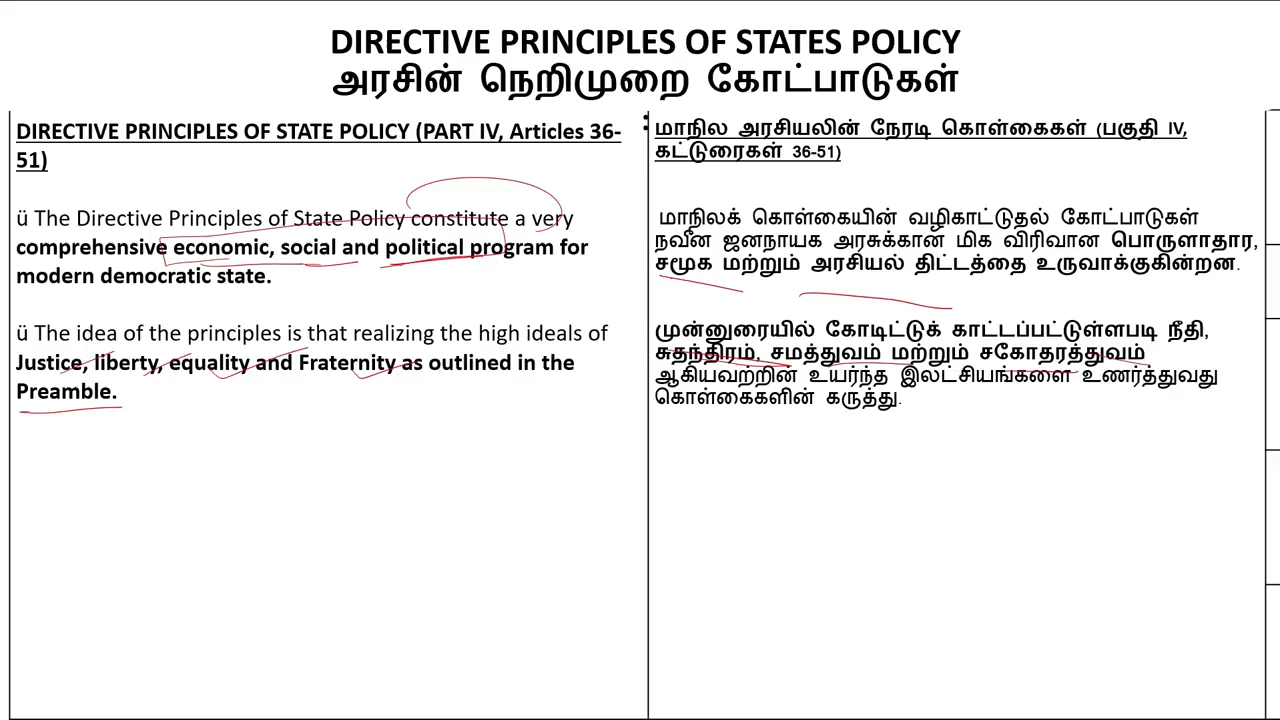 DIRECTIVE PRINCIPLES OF STATES POLICY
அரசின் நெறிமுறை கோட்பாடுகள்
DIRECTIVE PRINCIPLES OF STATE POLICY (PART IV, Articles 36-
51)
ü The Directive Principles of State Policy constitute a very
comprehensive economic, social and political program for
modern democratic state.
ü The idea of the principles is that realizing the high ideals of
Justice, liberty, equality and Fraternity as outlined in the
Preamble.
:
மாநில அரசியலின் நேரடி கொள்கைகள் (பகுதி IV,
கட்டுரைகள் 36-51)
மாநிலக் கொள்கையின் வழிகாட்டுதல் கோட்பாடுகள்
நவீன ஜனநாயக அரசுக்கான மிக விரிவான பொருளாதார,
சமூக மற்றும் அரசியல் திட்டத்தை உருவாக்குகின்றன.
முன்னுரையில் கோடிட்டுக் காட்டப்பட்டுள்ளபடி நீதி,
சுதந்திரம், சமத்துவம் மற்றும் சகோதரத்துவம்
ஆகியவற்றின் உயர்ந்த இலட்சியங்களை உணர்த்துவது
கொள்கைகளின் கருத்து.